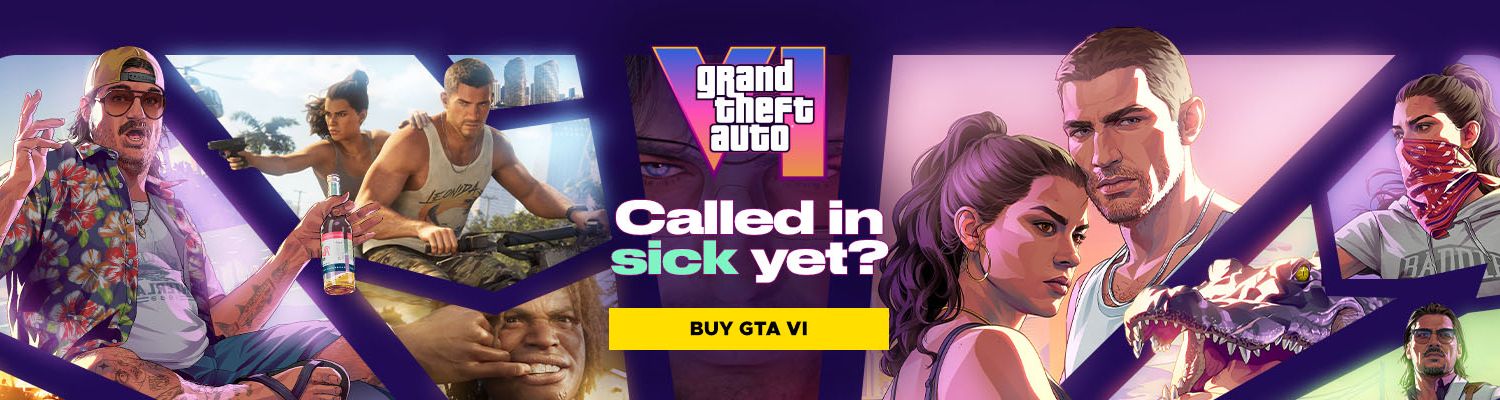 VI
grand
theft
auto
Called in
sick yet?
BUY GTA VI
LEONIDA